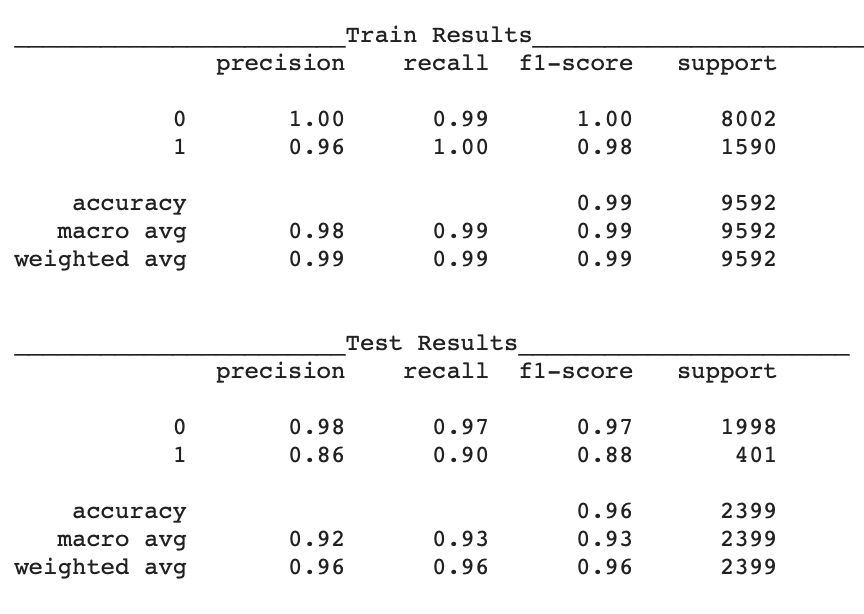 _______________________Train Results_______________________
precision recall f1-score support
0 1.00 0.99 1.00 8002
1 0.96 1.00 0.98 1590
accuracy 0.99 9592
macro avg 0.98 0.99 0.99 9592
weighted avg 0.99 0.99 0.99 9592
_______________________Test Results_______________________
precision recall f1-score support
0 0.98 0.97 0.97 1998
1 0.86 0.90 0.88 401
accuracy 0.96 2399
macro avg 0.92 0.93 0.93 2399
weighted avg 0.96 0.96 0.96 2399